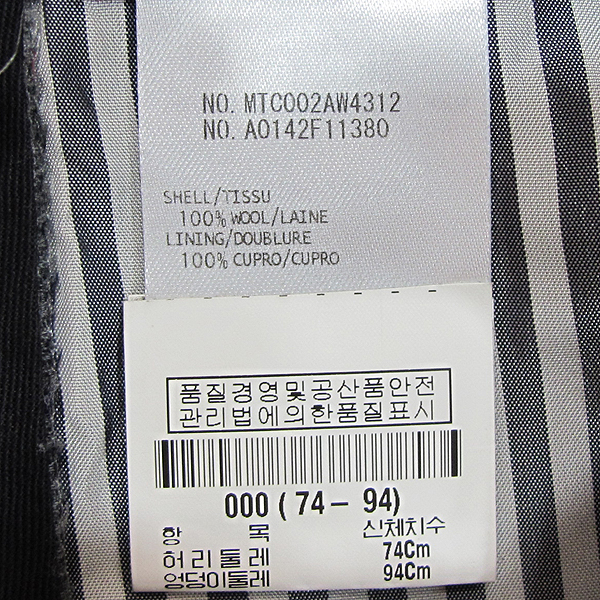 NO. MTC002AW4312
NO. A0142F11380
SHELL/TISSU
100% WOOL/LAINE
LINING/DOUBLURE
100% CUPRO/CUPRO
품질경영및공산품안전
관리법에의한품질표시
000 ( 74 - 94)
항 목 신체치수
허리둘레 74Cm
엉덩이둘레 94Cm